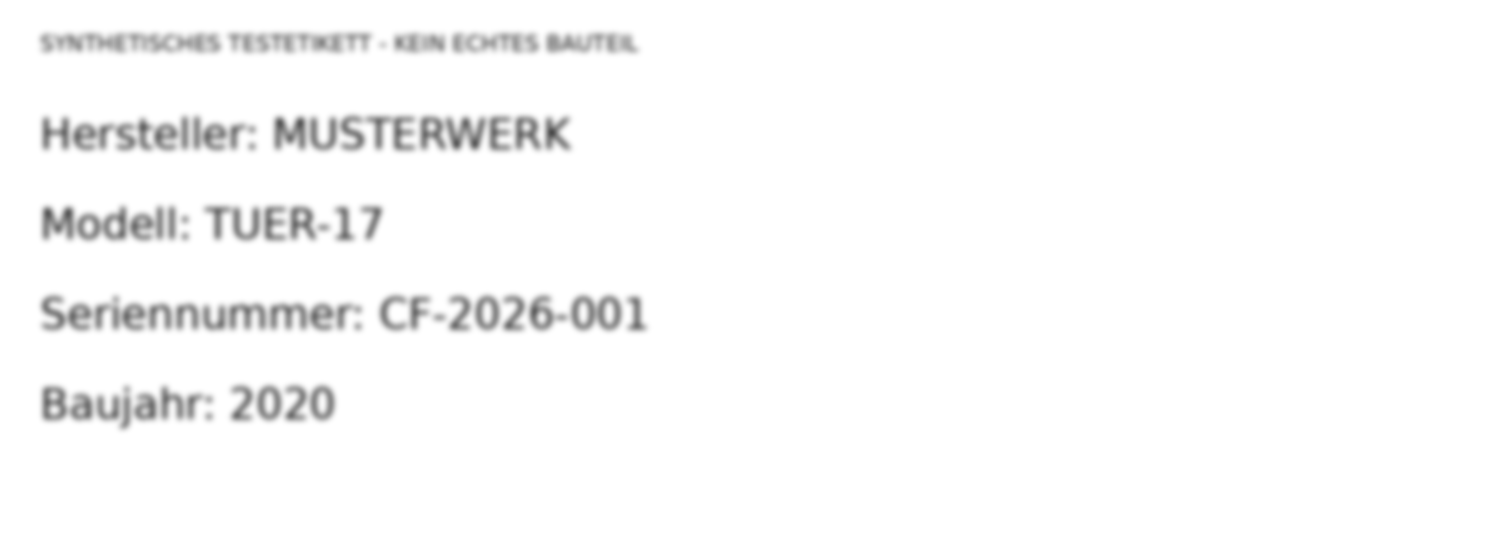 SYNTHETISCHES TESTETIKETT - KEIN ECHTES BAUTEIL
Hersteller: MUSTERWERK
Modell: TUER-17
Seriennummer: CF-2026-001
Baujahr: 2020